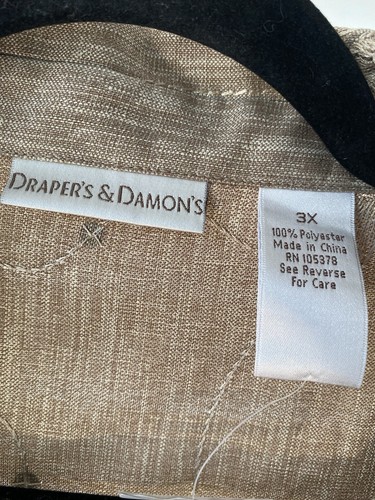 DRAPER'S & DAMON'S
3X
100% Polyester
Made in China
RN 105378
See Reverse
For Care